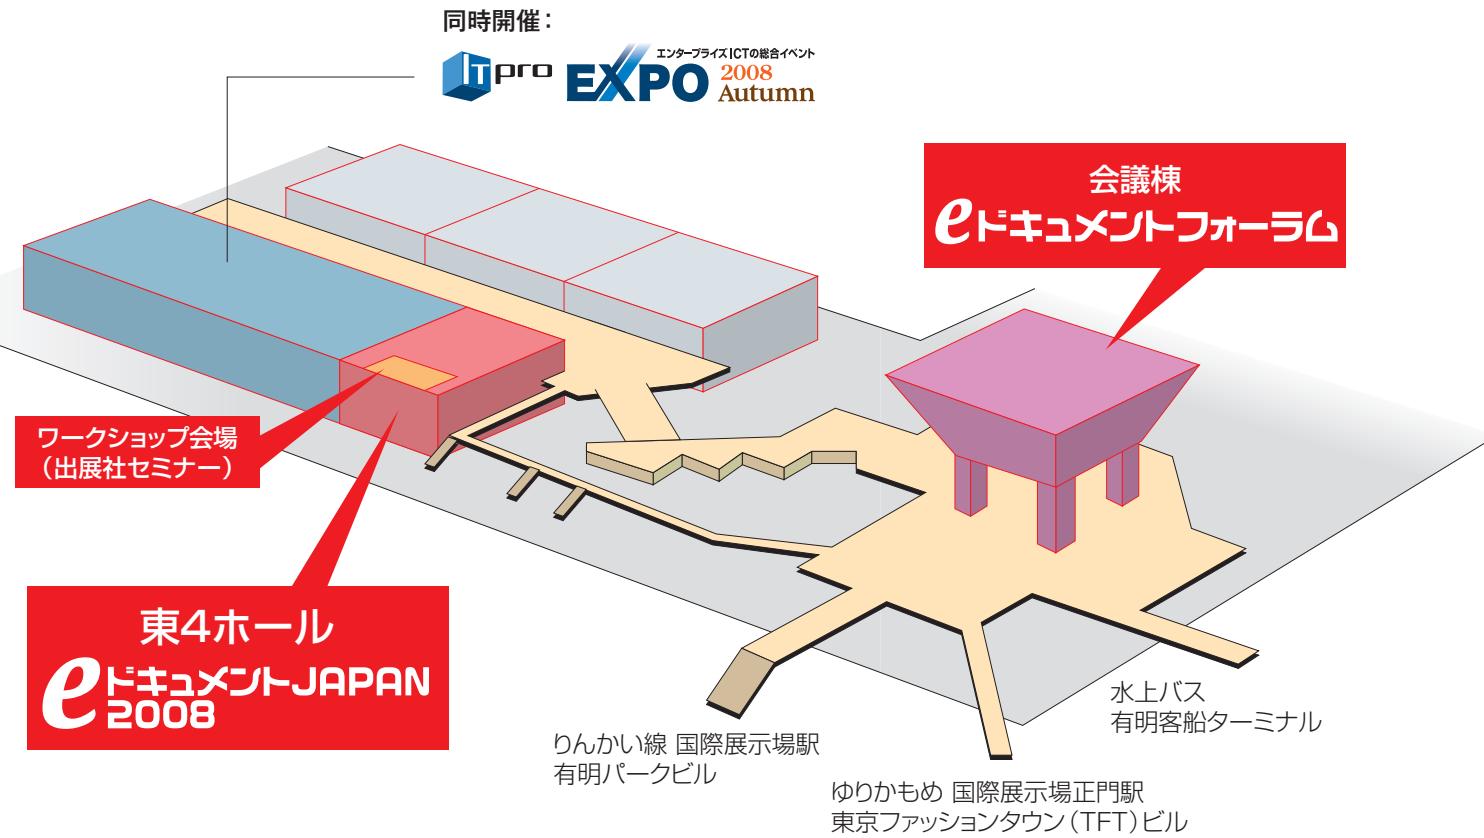 同時開催：
ITpro
エンタープライズICTの総合イベント
EXPO 2008
Autumn
会議棟
eドキュメントフォーラム
ワークショップ会場
（出展社セミナー）
東4ホール
eドキュメントJAPAN
2008
りんかい線 国際展示場駅
有明パークビル
水上バス
有明客船ターミナル
ゆりかもめ 国際展示場正門駅
東京ファッションタウン（TFT）ビル